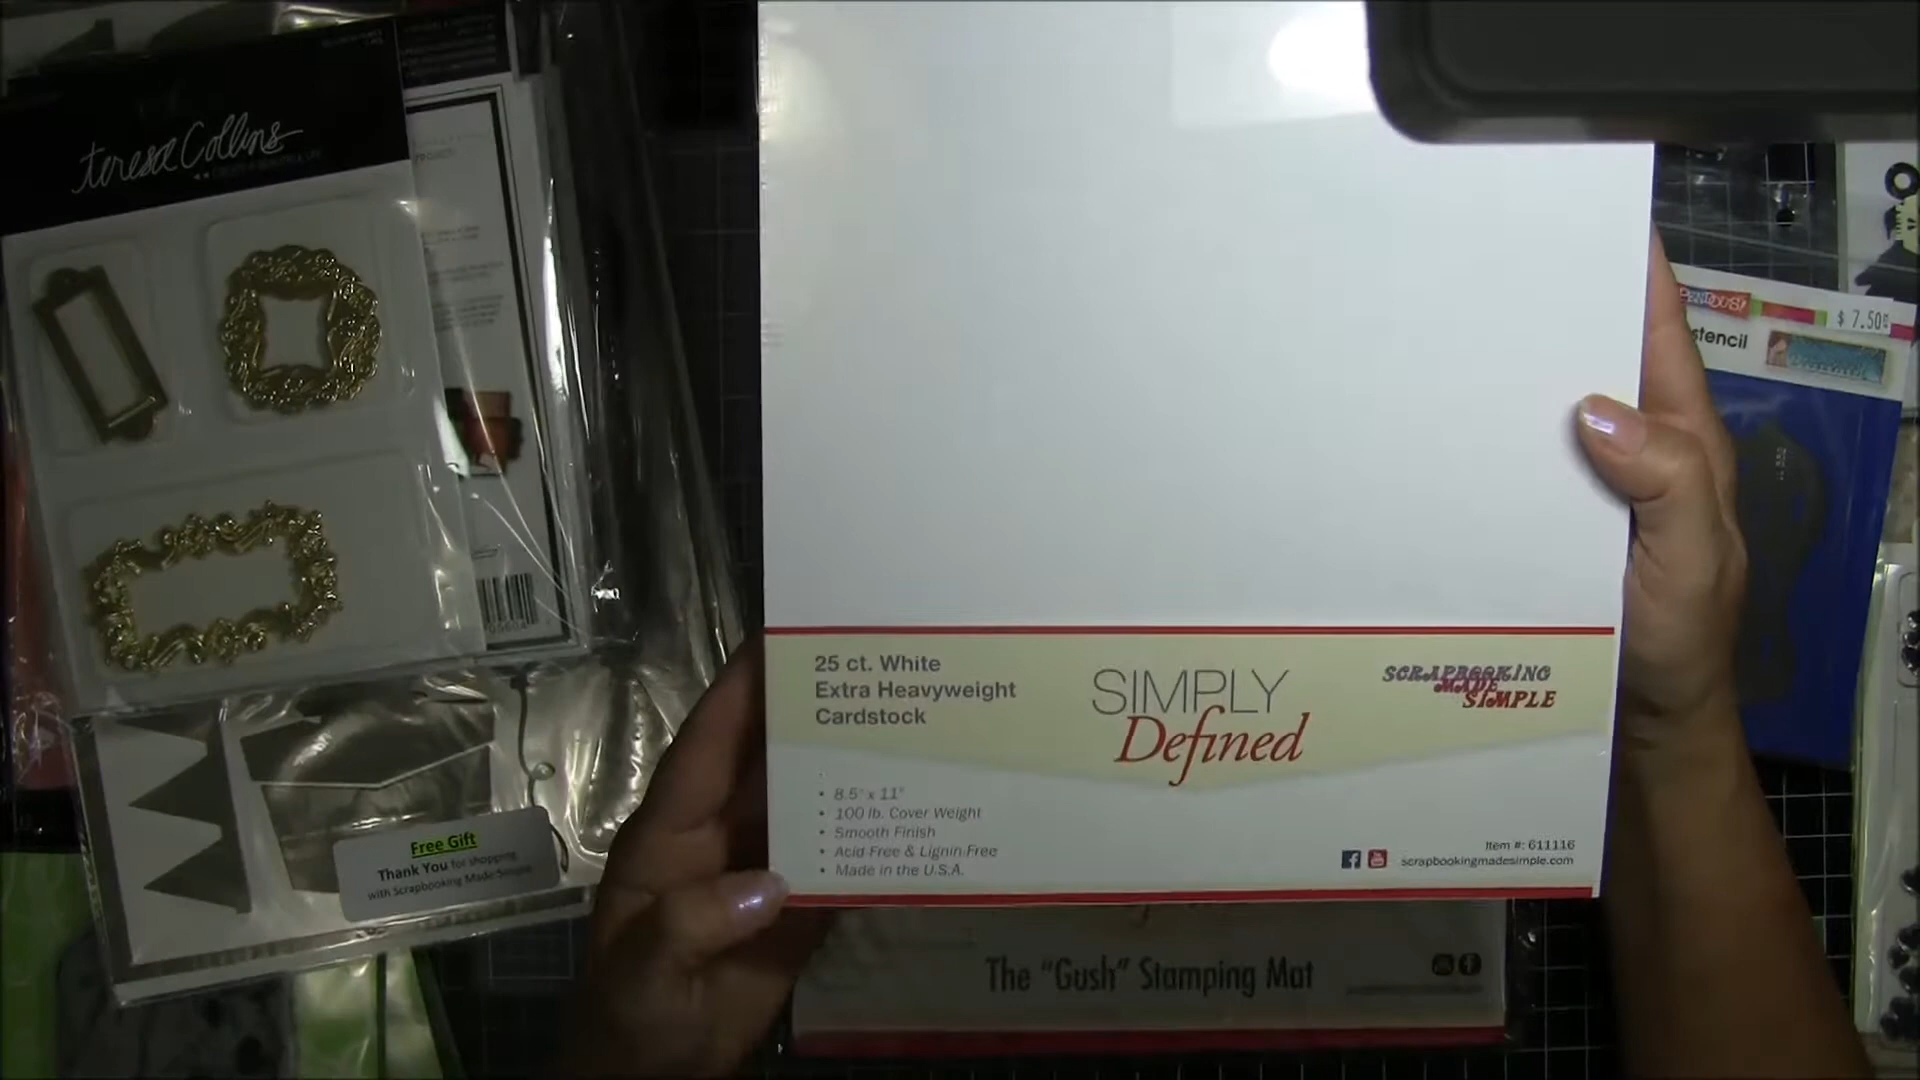 teresa Collins
25 ct. White
Extra Heavyweight
Cardstock
SIMPLY
Defined
SCRAPBOOKING
MADE
SIMPLE
• 8.5" x 11"
• 100 lb. Cover Weight
• Smooth Finish
• Acid Free & Lignin Free
• Made in the U.S.A.
Item #: 611116
scrapbookingmadesimple.com
The "Gush" Stamping Mat
Free Gift
Thank You for shopping
with Scrapbooking Made Simple
$ 7.50
stencil